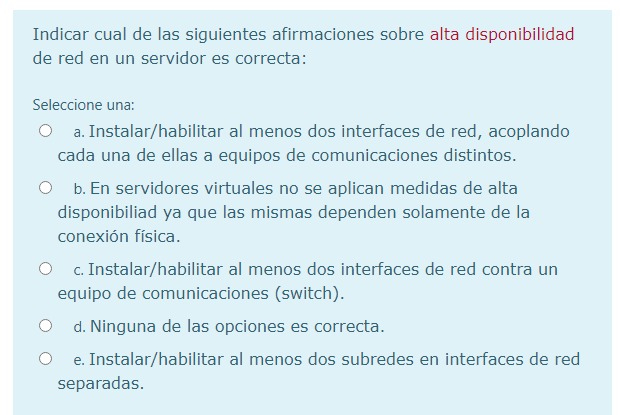 Indicar cual de las siguientes afirmaciones sobre alta disponibilidad
de red en un servidor es correcta:
Seleccione una:
a. Instalar/habilitar al menos dos interfaces de red, acoplando
cada una de ellas a equipos de comunicaciones distintos.
b. En servidores virtuales no se aplican medidas de alta
disponibiliad ya que las mismas dependen solamente de la
conexión física.
c. Instalar/habilitar al menos dos interfaces de red contra un
equipo de comunicaciones (switch).
d. Ninguna de las opciones es correcta.
e. Instalar/habilitar al menos dos subredes en interfaces de red
separadas.